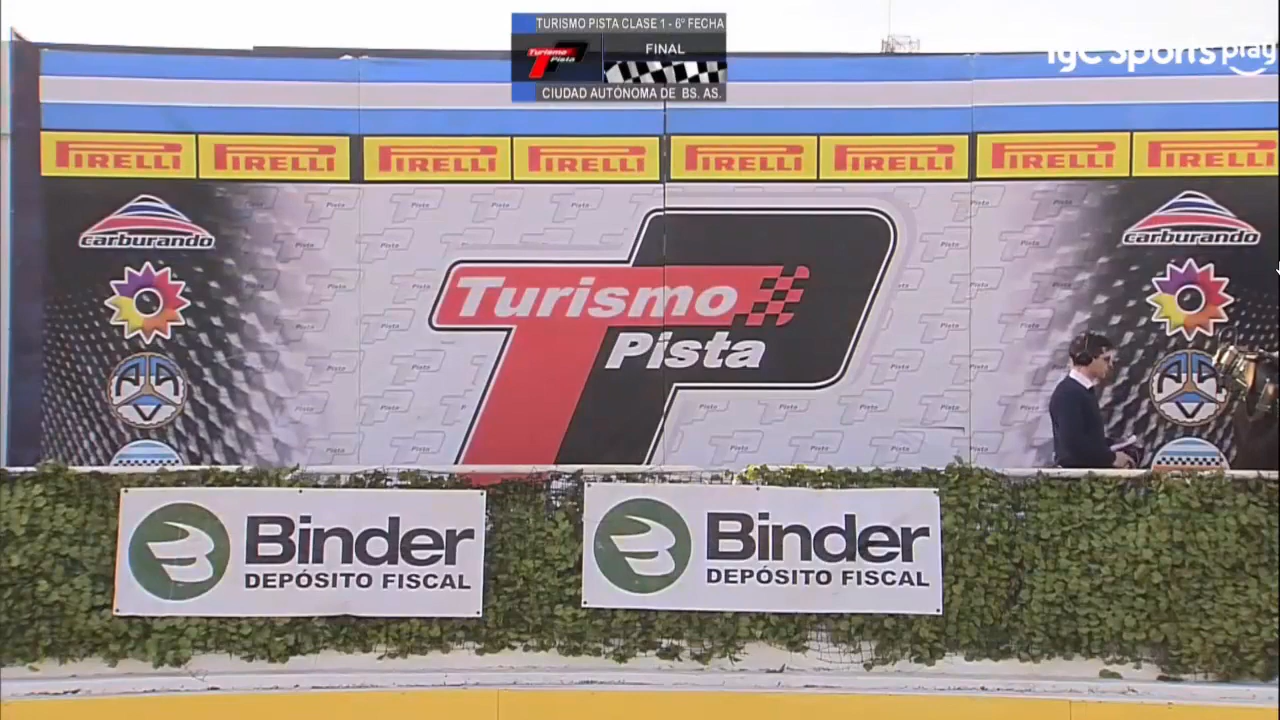 TURISMO PISTA CLASE 1 - 6º FECHA
Turismo Pista
FINAL
CIUDAD AUTÓNOMA DE BS. AS.
TyC Sports play
PIRELLI PIRELLI PIRELLI PIRELLI PIRELLI PIRELLI PIRELLI PIRELLI
carburando
carburando
Turismo
Pista
Binder
DEPÓSITO FISCAL
Binder
DEPÓSITO FISCAL